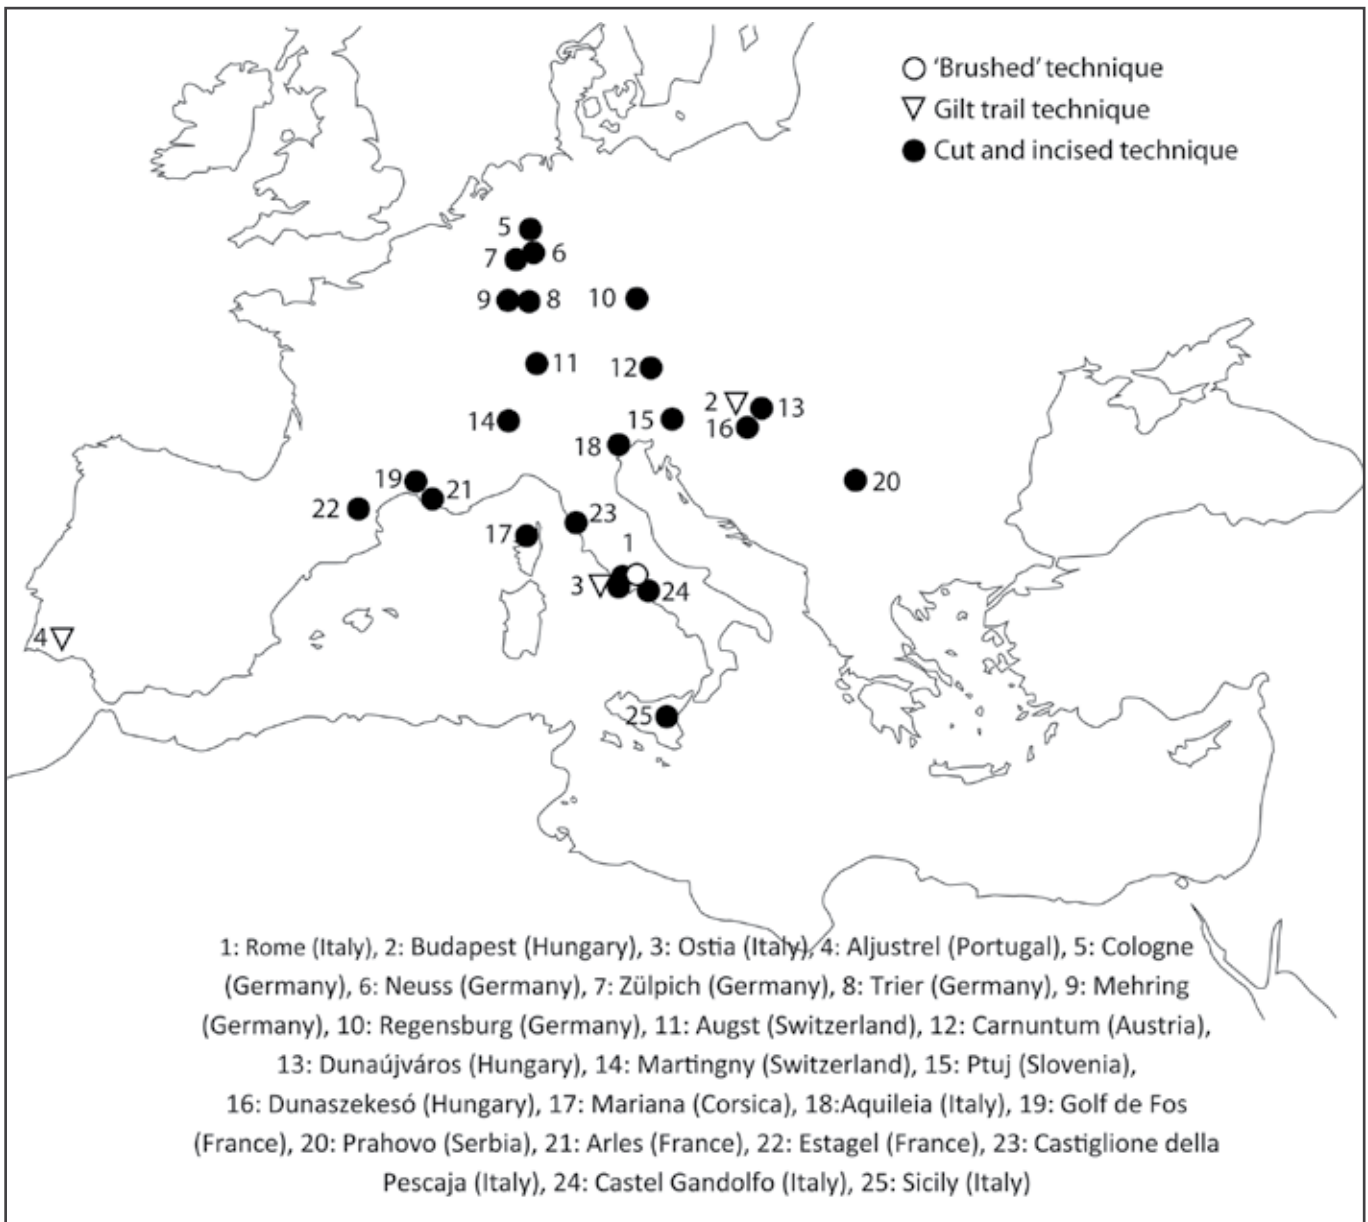 'Brushed' technique
Gilt trail technique
Cut and incised technique
5
6
7
9
8
10
11
12
2
13
14
15
16
18
19
21
20
22
23
17
1
3
24
4
25
1: Rome (Italy), 2: Budapest (Hungary), 3: Ostia (Italy), 4: Aljustrel (Portugal), 5: Cologne
(Germany), 6: Neuss (Germany), 7: Zülpich (Germany), 8: Trier (Germany), 9: Mehring
(Germany), 10: Regensburg (Germany), 11: Augst (Switzerland), 12: Carnuntum (Austria),
13: Dunaújváros (Hungary), 14: Martingny (Switzerland), 15: Ptuj (Slovenia),
16: Dunaszekesó (Hungary), 17: Mariana (Corsica), 18:Aquileia (Italy), 19: Golf de Fos
(France), 20: Prahovo (Serbia), 21: Arles (France), 22: Estagel (France), 23: Castiglione della
Pescaja (Italy), 24: Castel Gandolfo (Italy), 25: Sicily (Italy)